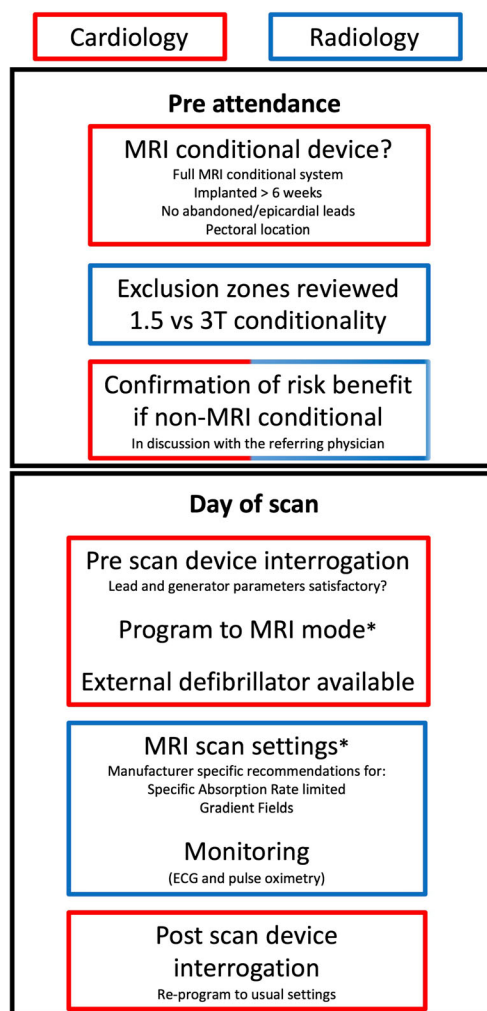 Cardiology
Radiology
Pre attendance
MRI conditional device?
Full MRI conditional system
Implanted > 6 weeks
No abandoned/epicardial leads
Pectoral location
Exclusion zones reviewed
1.5 vs 3T conditionality
Confirmation of risk benefit
if non-MRI conditional
In discussion with the referring physician
Day of scan
Pre scan device interrogation
Lead and generator parameters satisfactory?
Program to MRI mode*
External defibrillator available
MRI scan settings*
Manufacturer specific recommendations for:
Specific Absorption Rate limited
Gradient Fields
Monitoring
(ECG and pulse oximetry)
Post scan device
interrogation
Re-program to usual settings